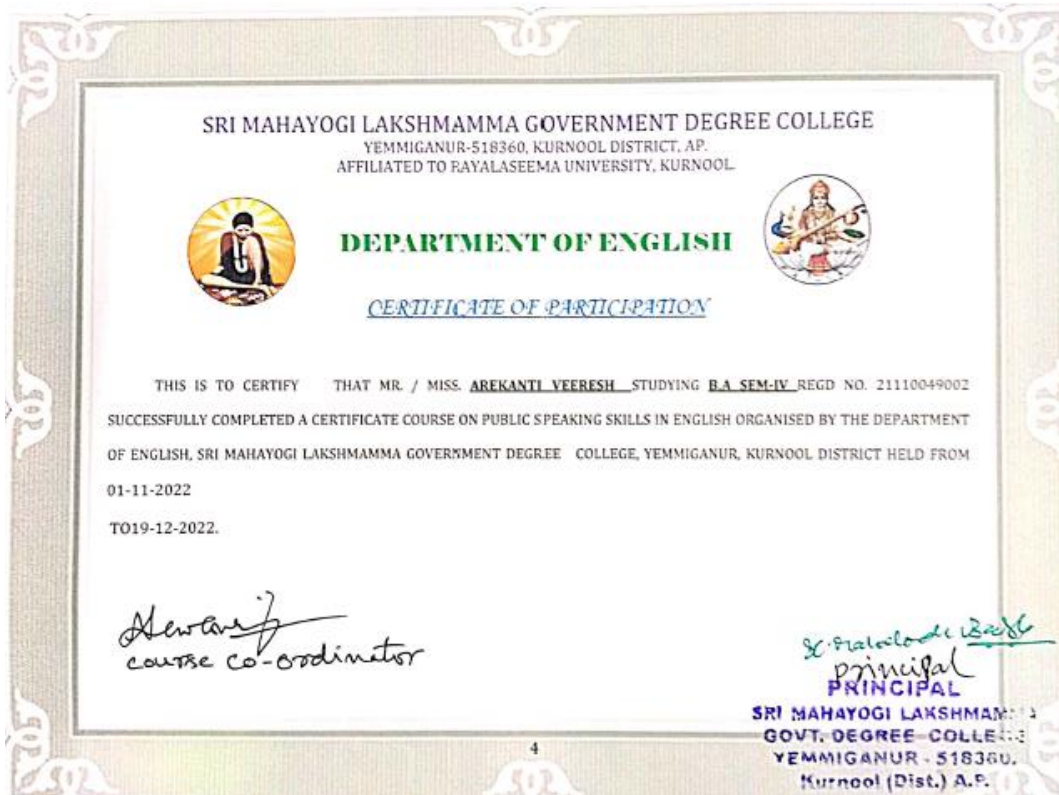 SRI MAHAYOGI LAKSHMAMMA GOVERNMENT DEGREE COLLEGE
YEMMIGANUR-518360, KURNOOL DISTRICT, AP.
AFFILIATED TO RAYALASEEMA UNIVERSITY, KURNOOL.
DEPARTMENT OF ENGLISH
CERTIFICATE OF PARTICIPATION
THIS IS TO CERTIFY THAT MR. / MISS. AREKANTI VEERESH STUDYING B.A SEM-IV REGD NO. 21110049002
SUCCESSFULLY COMPLETED A CERTIFICATE COURSE ON PUBLIC SPEAKING SKILLS IN ENGLISH ORGANISED BY THE DEPARTMENT
OF ENGLISH, SRI MAHAYOGI LAKSHMAMMA GOVERNMENT DEGREE COLLEGE, YEMMIGANUR, KURNOOL DISTRICT HELD FROM
01-11-2022
TO19-12-2022.
course co-ordinator
principal
PRINCIPAL
SRI MAHAYOGI LAKSHMAMMA
GOVT. DEGREE COLLEGE
YEMMIGANUR - 518360.
Kurnool (Dist.) A.P.
4